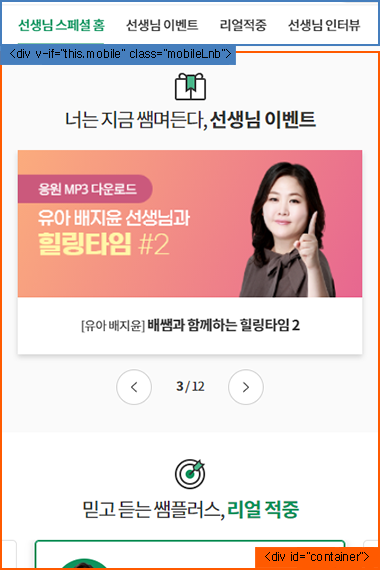 선생님 스페셜 홈 선생님 이벤트 리얼적중 선생님 인터뷰
<div v-if="this.mobile" class="mobileLnb">
너는 지금 쌤며든다, 선생님 이벤트
응원 MP3 다운로드
유아 배지윤 선생님과
힐링타임 #2
[유아 배지윤] 배쌤과 함께하는 힐링타임 2
3 / 12
믿고 듣는 쌤플러스, 리얼 적중
<div id="container">